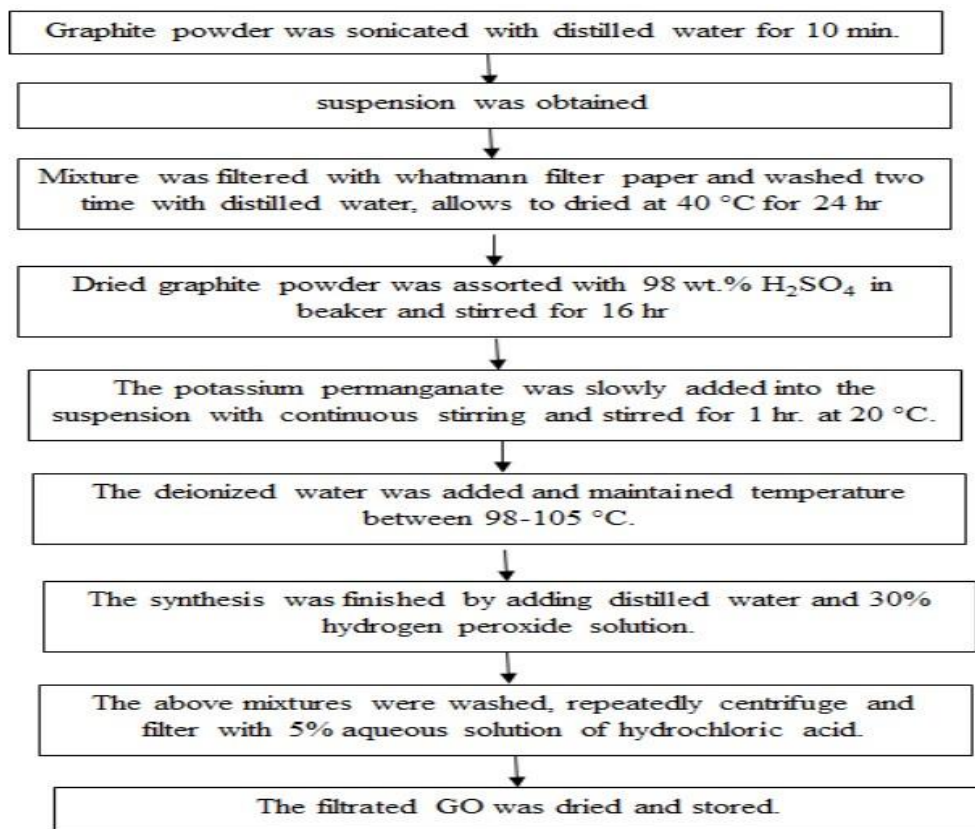 Graphite powder was sonicated with distilled water for 10 min.
suspension was obtained
Mixture was filtered with whatmann filter paper and washed two
time with distilled water, allows to dried at 40 °C for 24 hr
Dried graphite powder was assorted with 98 wt.% H₂SO₄ in
beaker and stirred for 16 hr
The potassium permanganate was slowly added into the
suspension with continuous stirring and stirred for 1 hr. at 20 °C.
The deionized water was added and maintained temperature
between 98-105 °C.
The synthesis was finished by adding distilled water and 30%
hydrogen peroxide solution.
The above mixtures were washed, repeatedly centrifuge and
filter with 5% aqueous solution of hydrochloric acid.
The filtrated GO was dried and stored.